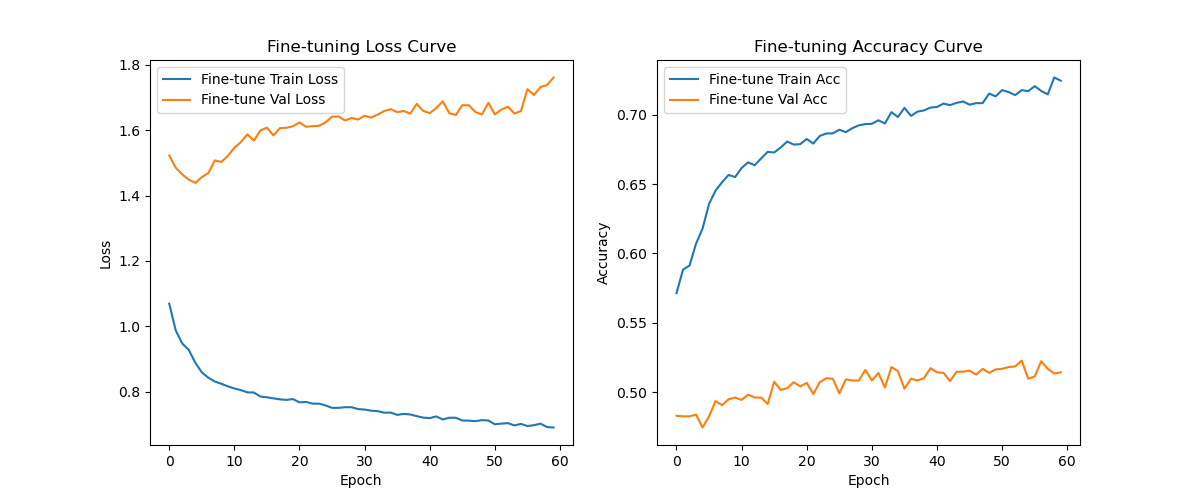 Fine-tuning Loss Curve
Fine-tune Train Loss
Fine-tune Val Loss
1.8
1.6
1.4
1.2
1.0
0.8
Loss
0 10 20 30 40 50 60
Epoch
Fine-tuning Accuracy Curve
Fine-tune Train Acc
Fine-tune Val Acc
0.70
0.65
0.60
0.55
0.50
Accuracy
0 10 20 30 40 50 60
Epoch